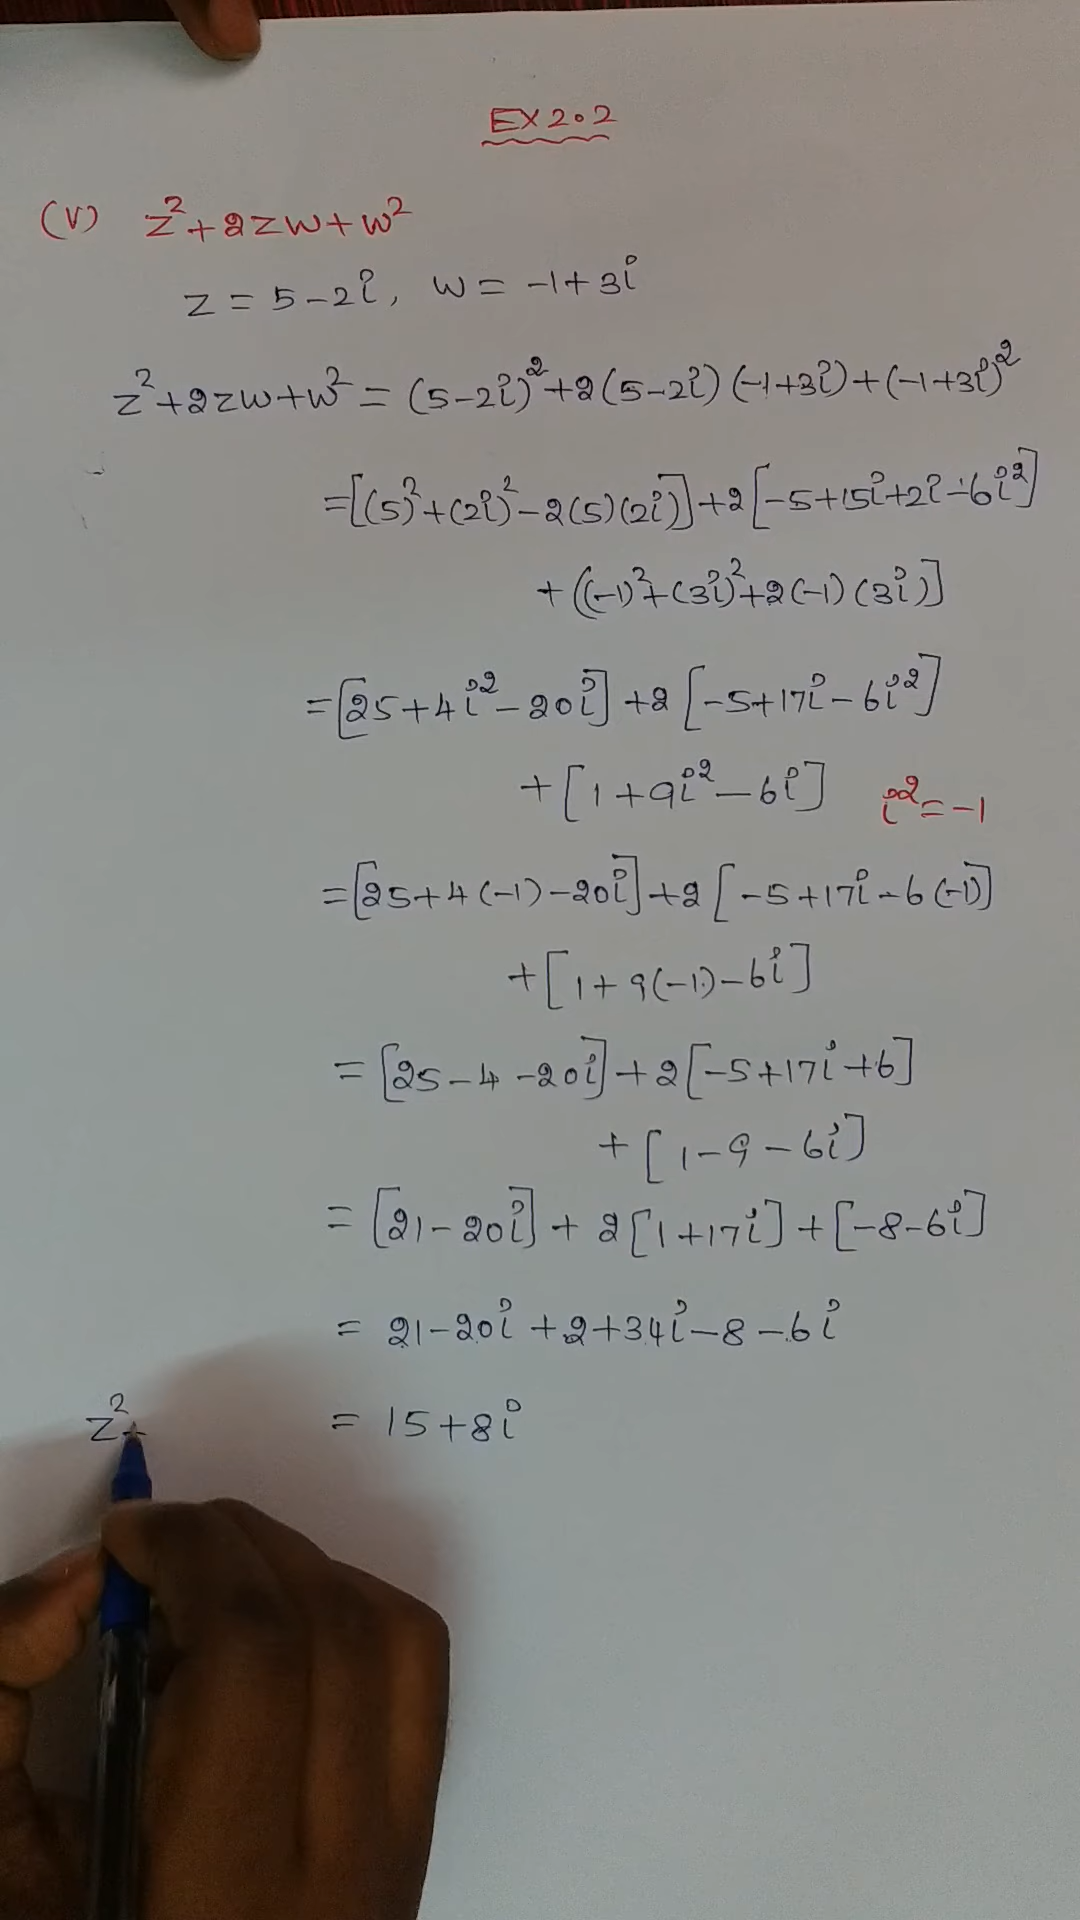 EX 2.2
(V) z²+2zw+w²
z = 5-2i, w = -1+3i
z²+2zw+w² = (5-2i)²+2(5-2i)(-1+3i)+(-1+3i)²
=[(5)²+(2i)²-2(5)(2i)]+2[-5+15i+2i-6i²]
+((-1)²+(3i)²+2(-1)(3i)]
=[25+4i²-20i]+2[-5+17i-6i²]
+[1+9i²-6i] i²=-1
=[25+4(-1)-20i]+2[-5+17i-6(-1)]
+[1+9(-1)-6i]
=[25-4-20i]+2[-5+17i+6]
+[1-9-6i]
=[21-20i]+2[1+17i]+[-8-6i]
= 21-20i+2+34i-8-6i
z²+ = 15+8i